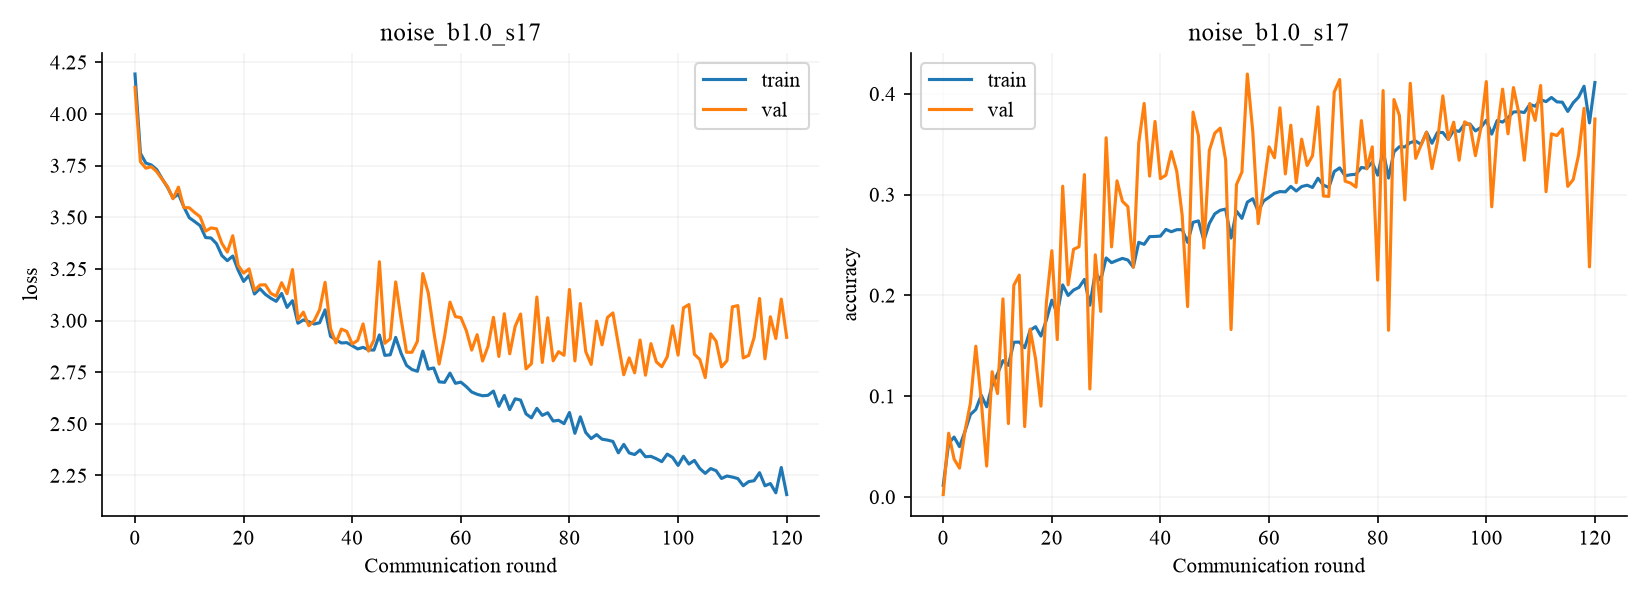 noise_b1.0_s17
train
val
4.25
4.00
3.75
3.50
3.25
3.00
2.75
2.50
2.25
loss
0 20 40 60 80 100 120
Communication round
noise_b1.0_s17
train
val
0.4
0.3
0.2
0.1
0.0
accuracy
0 20 40 60 80 100 120
Communication round